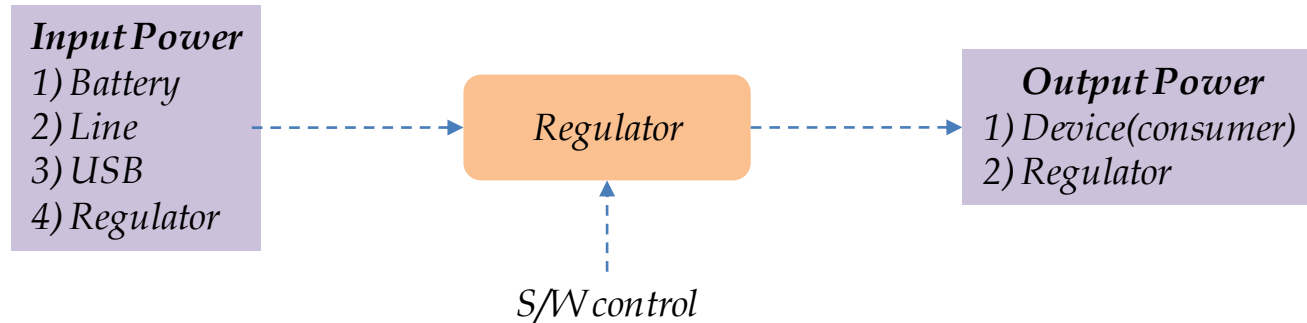 Input Power
1) Battery
2) Line
3) USB
4) Regulator
Regulator
S/W control
Output Power
1) Device(consumer)
2) Regulator